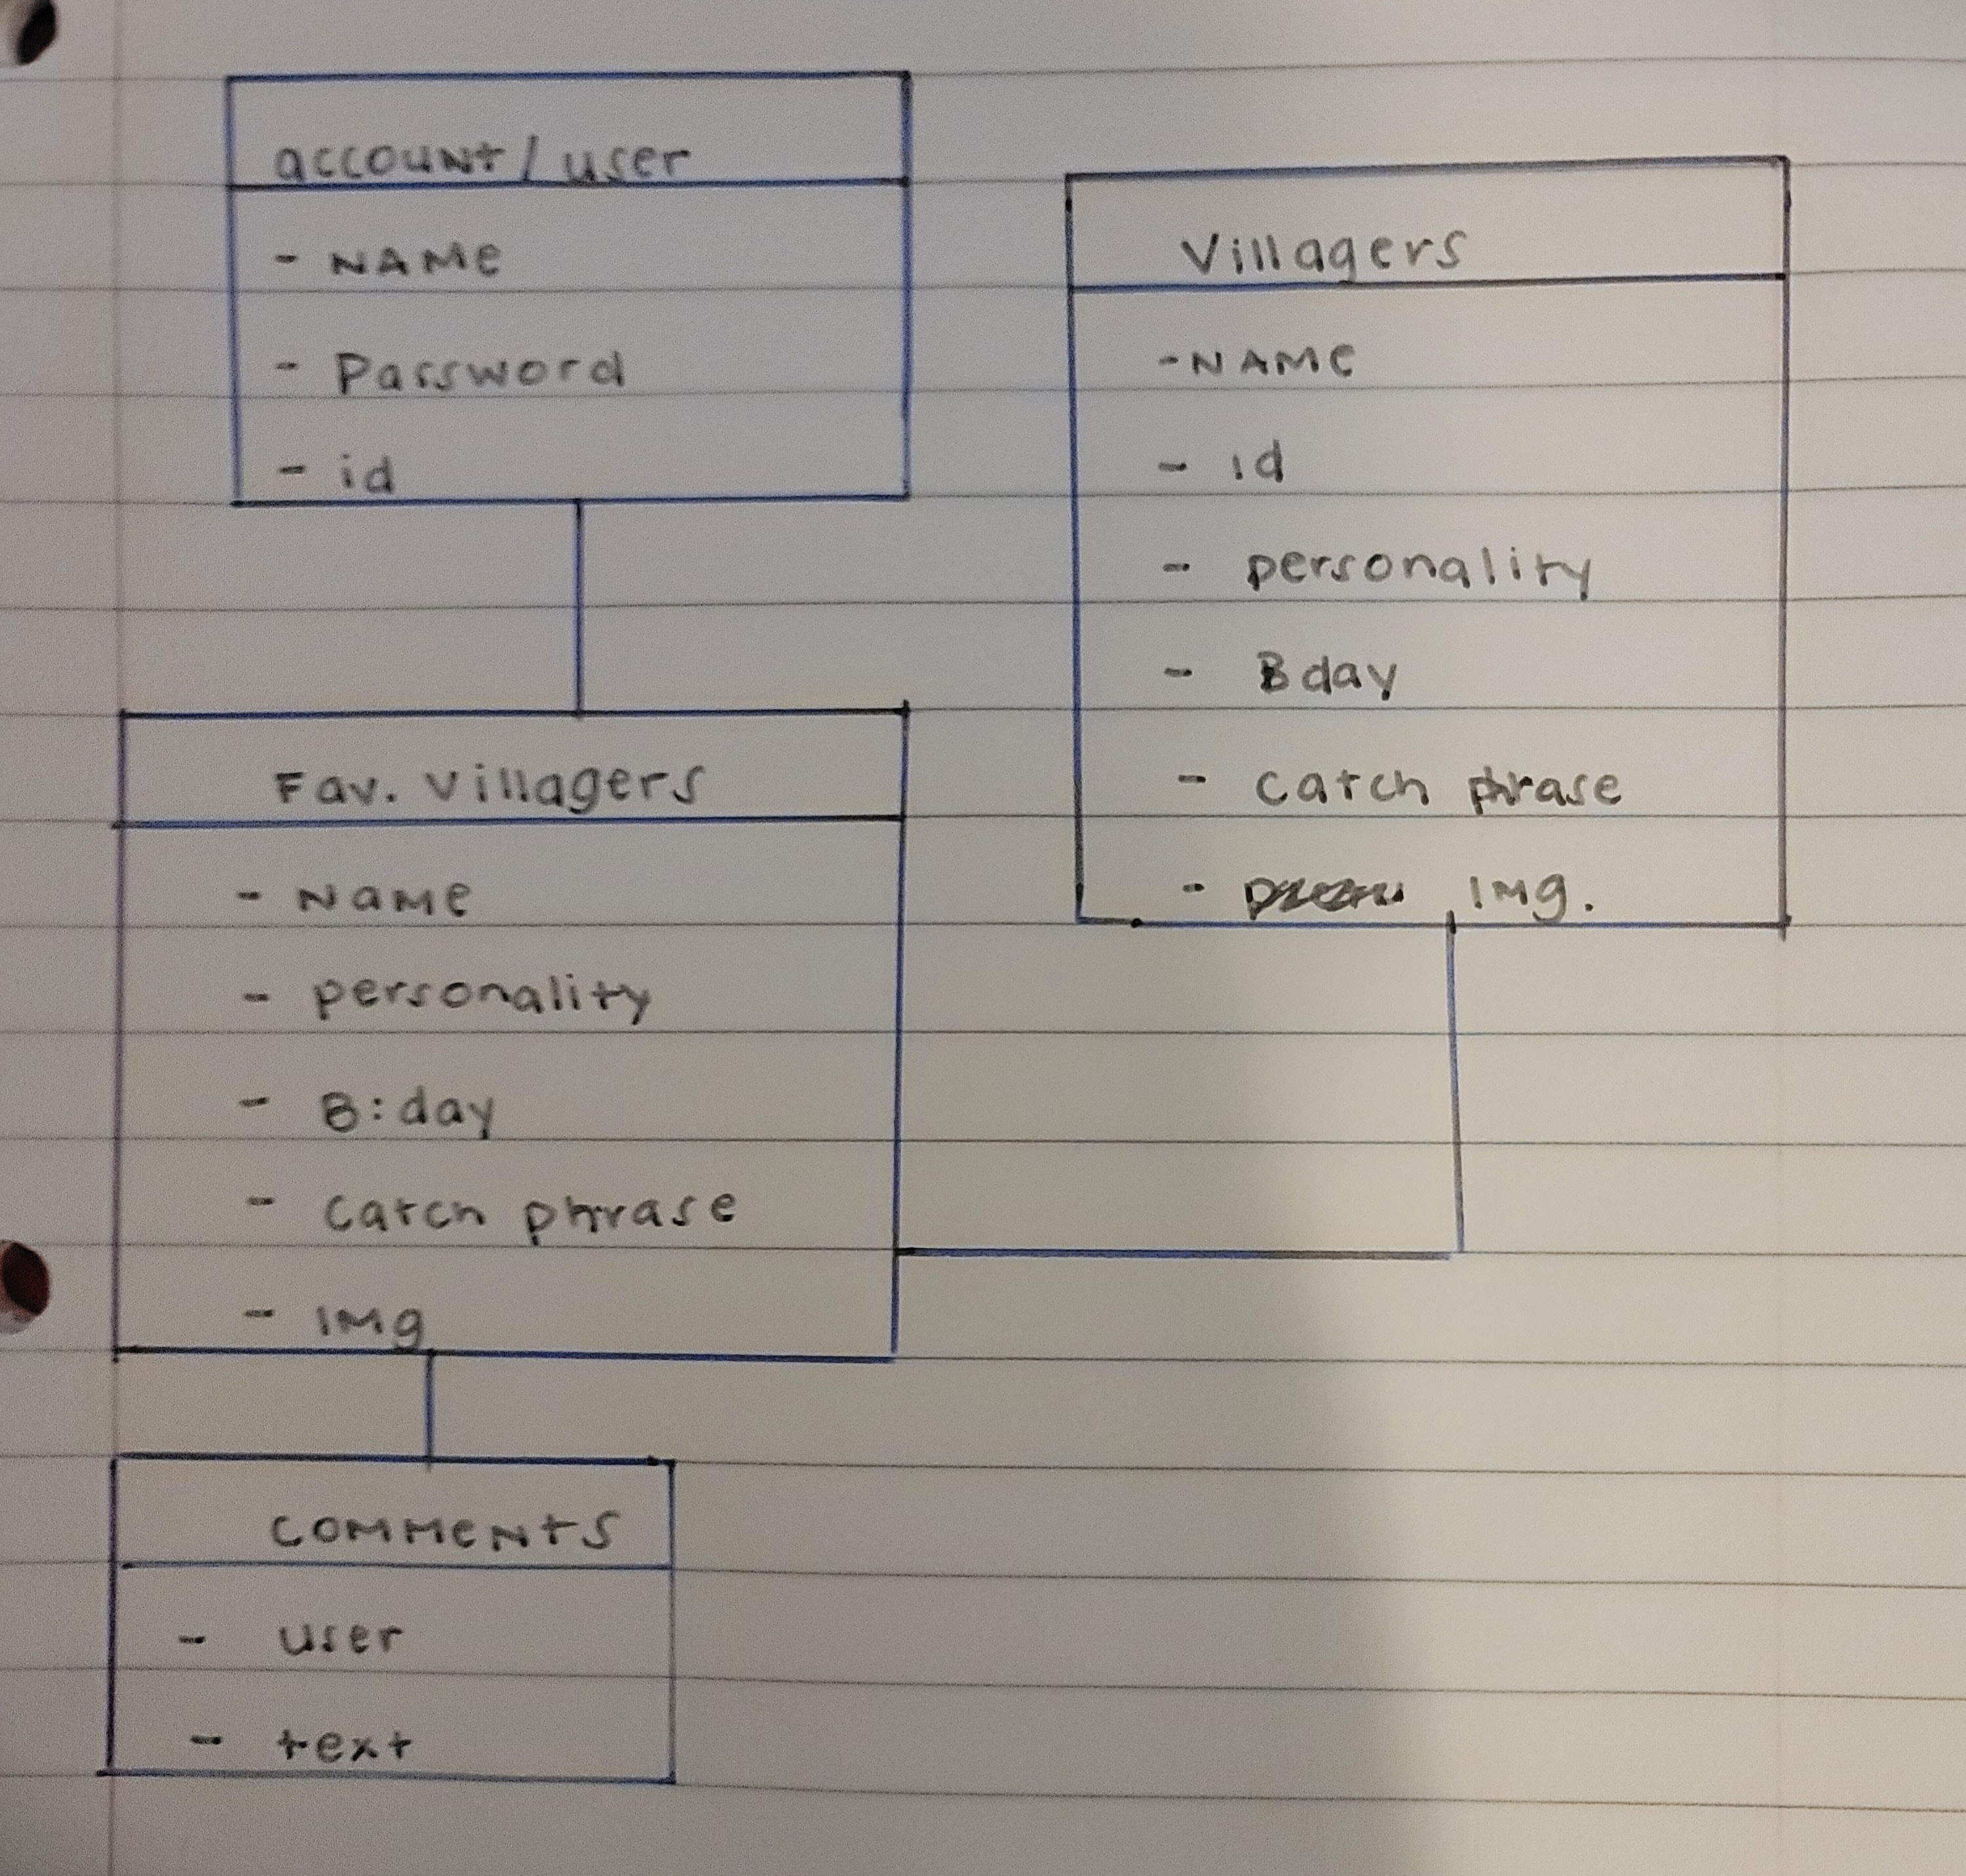 account/user
- NAME
- Password
- id
Villagers
- NAME
- id
- personality
- Bday
- Catch phrase
- Img.
Fav. Villagers
- Name
- personality
- B:day
- Catch phrase
- Img
Comments
- user
- text